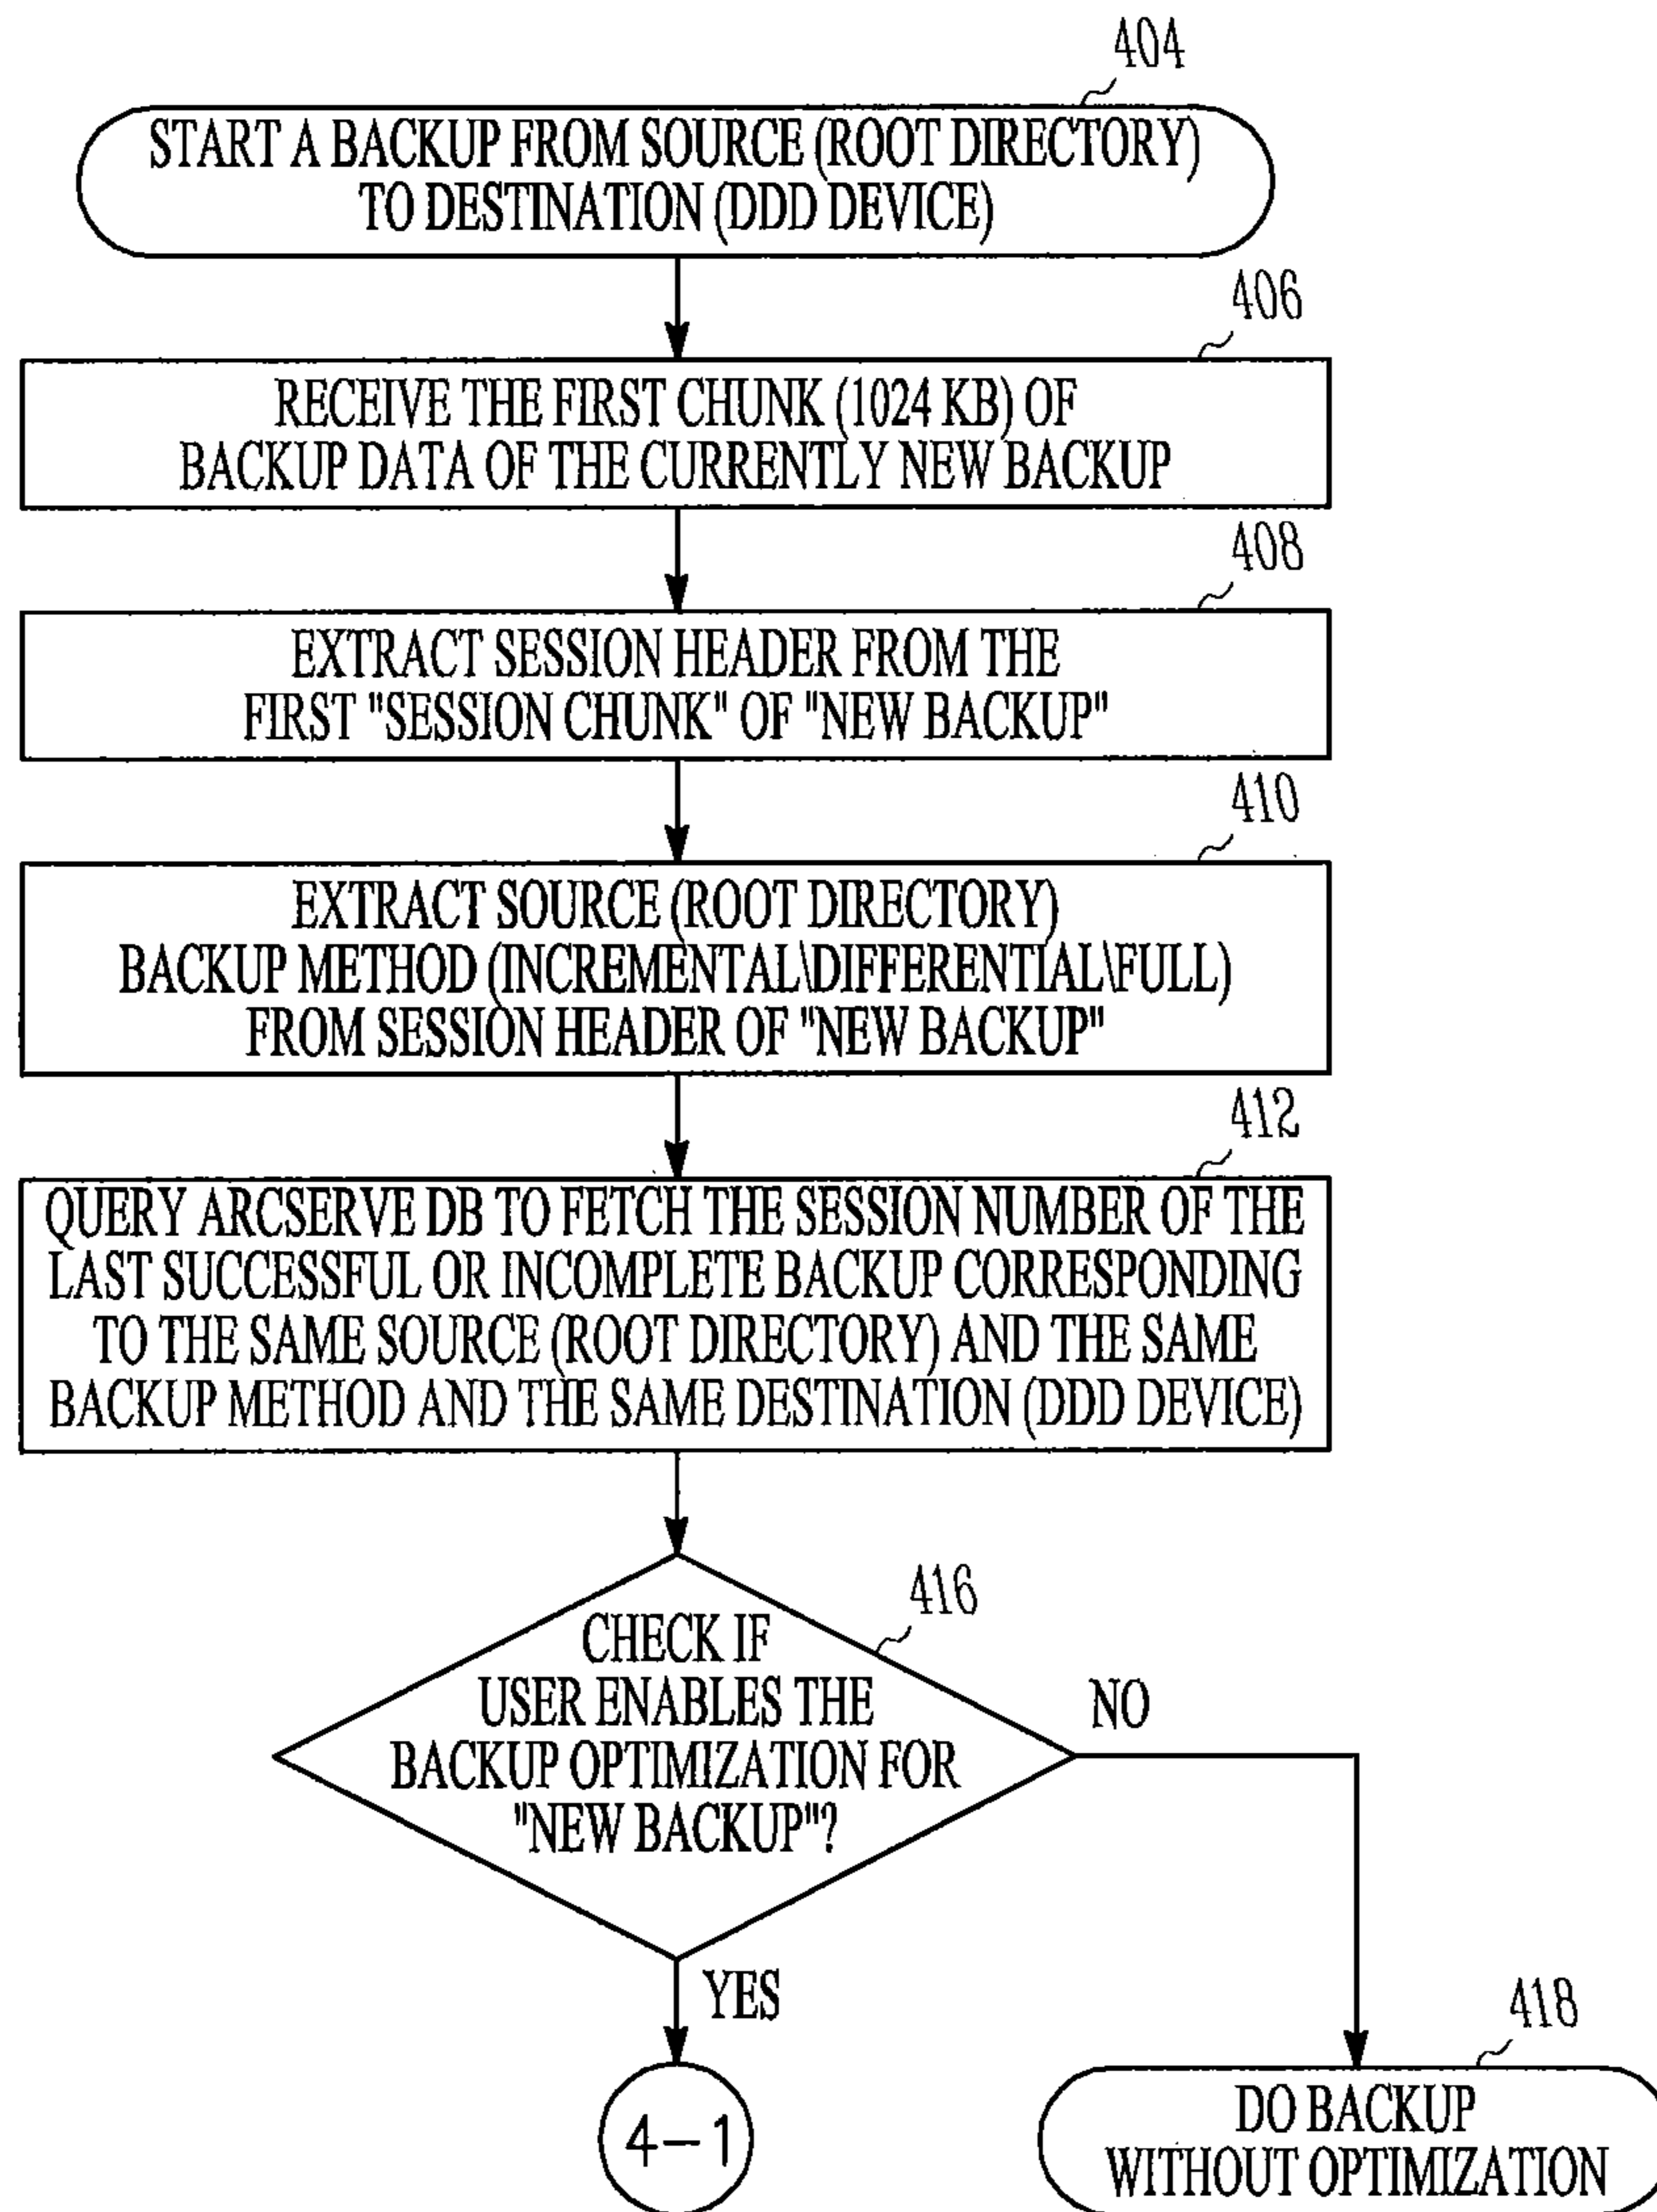 404
START A BACKUP FROM SOURCE (ROOT DIRECTORY)
TO DESTINATION (DDD DEVICE)
406
RECEIVE THE FIRST CHUNK (1024 KB) OF
BACKUP DATA OF THE CURRENTLY NEW BACKUP
408
EXTRACT SESSION HEADER FROM THE
FIRST "SESSION CHUNK" OF "NEW BACKUP"
410
EXTRACT SOURCE (ROOT DIRECTORY)
BACKUP METHOD (INCREMENTAL\DIFFERENTIAL\FULL)
FROM SESSION HEADER OF "NEW BACKUP"
412
QUERY ARCSERVE DB TO FETCH THE SESSION NUMBER OF THE
LAST SUCCESSFUL OR INCOMPLETE BACKUP CORRESPONDING
TO THE SAME SOURCE (ROOT DIRECTORY) AND THE SAME
BACKUP METHOD AND THE SAME DESTINATION (DDD DEVICE)
416
CHECK IF
USER ENABLES THE
BACKUP OPTIMIZATION FOR
"NEW BACKUP"?
NO
YES
4-1
418
DO BACKUP
WITHOUT OPTIMIZATION